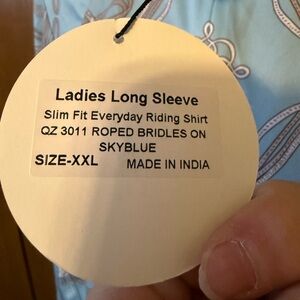 Ladies Long Sleeve
Slim Fit Everyday Riding Shirt
QZ 3011 ROPED BRIDLES ON
SKYBLUE
SIZE-XXL MADE IN INDIA